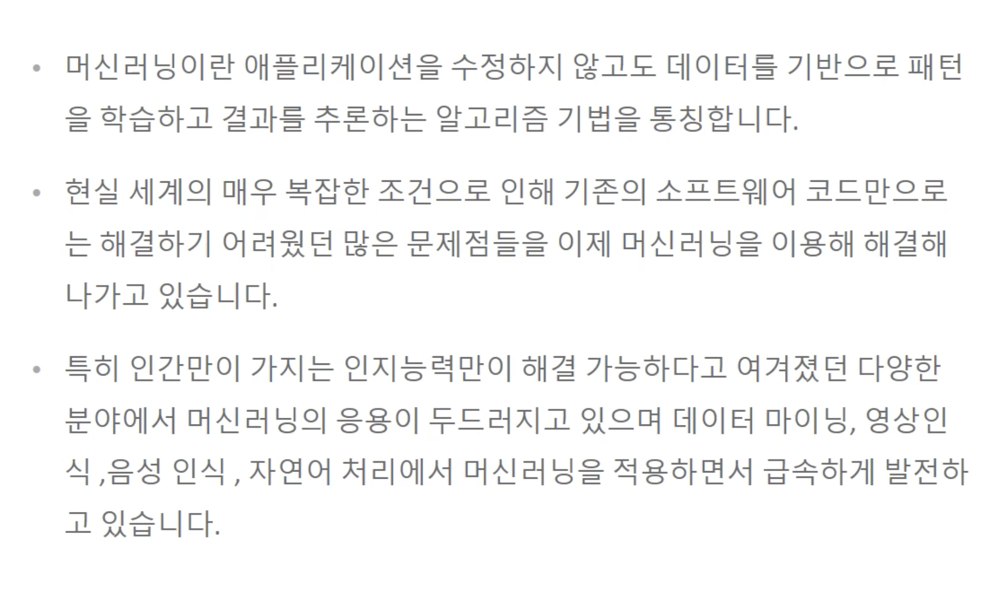 • 머신러닝이란 애플리케이션을 수정하지 않고도 데이터를 기반으로 패턴
을 학습하고 결과를 추론하는 알고리즘 기법을 통칭합니다.
• 현실 세계의 매우 복잡한 조건으로 인해 기존의 소프트웨어 코드만으로
는 해결하기 어려웠던 많은 문제점들을 이제 머신러닝을 이용해 해결해
나가고 있습니다.
• 특히 인간만이 가지는 인지능력만이 해결 가능하다고 여겨졌던 다양한
분야에서 머신러닝의 응용이 두드러지고 있으며 데이터 마이닝, 영상인
식 ,음성 인식 , 자연어 처리에서 머신러닝을 적용하면서 급속하게 발전하
고 있습니다.